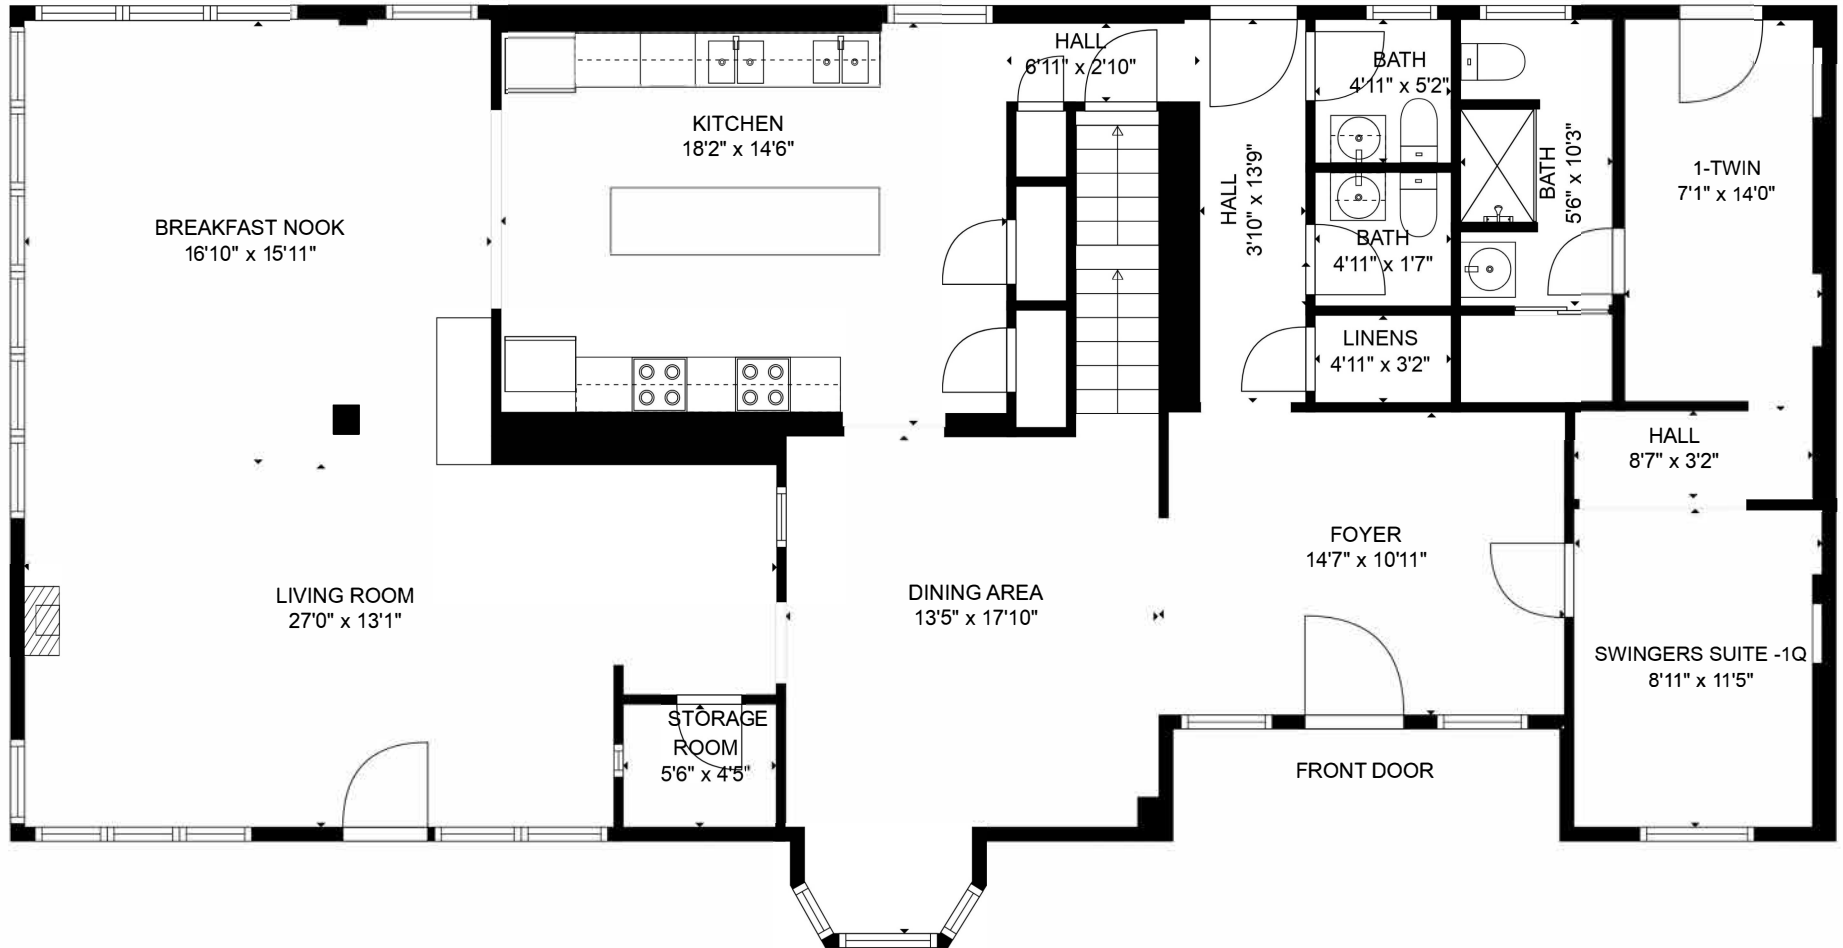 HALL
6'11" x 2'10"
BATH
4'11" x 5'2"
KITCHEN
18'2" x 14'6"
HALL
3'10" x 13'9"
BATH
5'6" x 10'3"
1-TWIN
7'1" x 14'0"
BREAKFAST NOOK
16'10" x 15'11"
BATH
4'11" x 1'7"
LINENS
4'11" x 3'2"
HALL
8'7" x 3'2"
FOYER
14'7" x 10'11"
LIVING ROOM
27'0" x 13'1"
DINING AREA
13'5" x 17'10"
SWINGERS SUITE -1Q
8'11" x 11'5"
STORAGE
ROOM
5'6" x 4'5"
FRONT DOOR